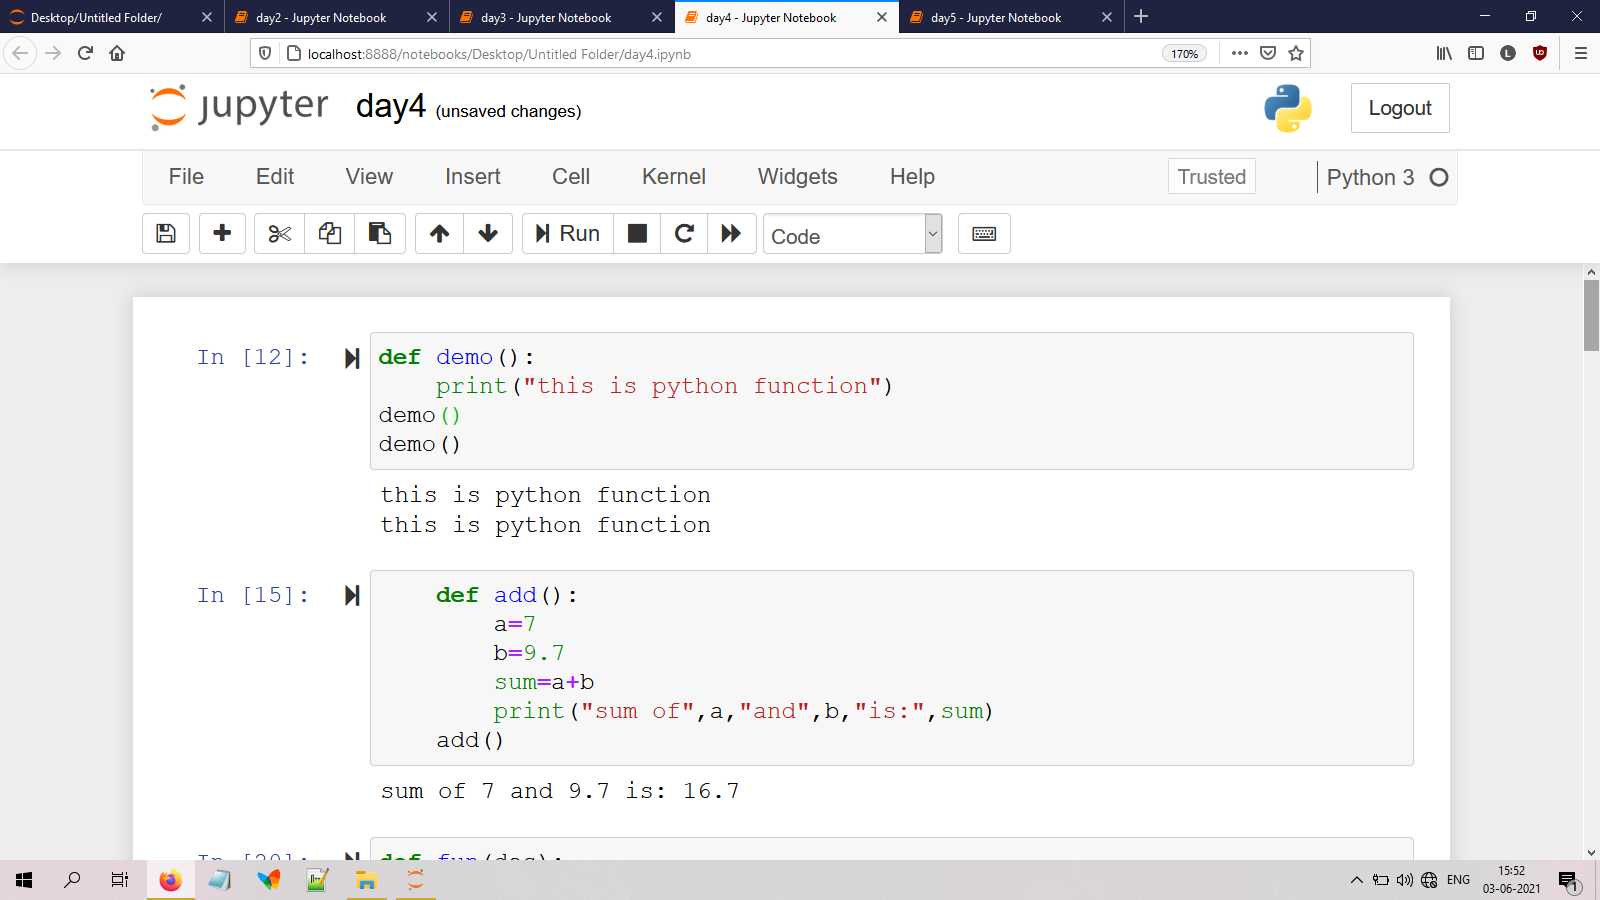 Desktop/Untitled Folder/
day2 - Jupyter Notebook
day3 - Jupyter Notebook
day4 - Jupyter Notebook
day5 - Jupyter Notebook
localhost:8888/notebooks/Desktop/Untitled Folder/day4.ipynb
170%
L
jupyter day4 (unsaved changes)
Logout
File Edit View Insert Cell Kernel Widgets Help Trusted Python 3
Run
Code
In [12]:
def demo():
    print("this is python function")
demo()
demo()
this is python function
this is python function
In [15]:
    def add():
        a=7
        b=9.7
        sum=a+b
        print("sum of",a,"and",b,"is:",sum)
    add()
sum of 7 and 9.7 is: 16.7
In [20]:
def
ENG
15:52
03-06-2021
1